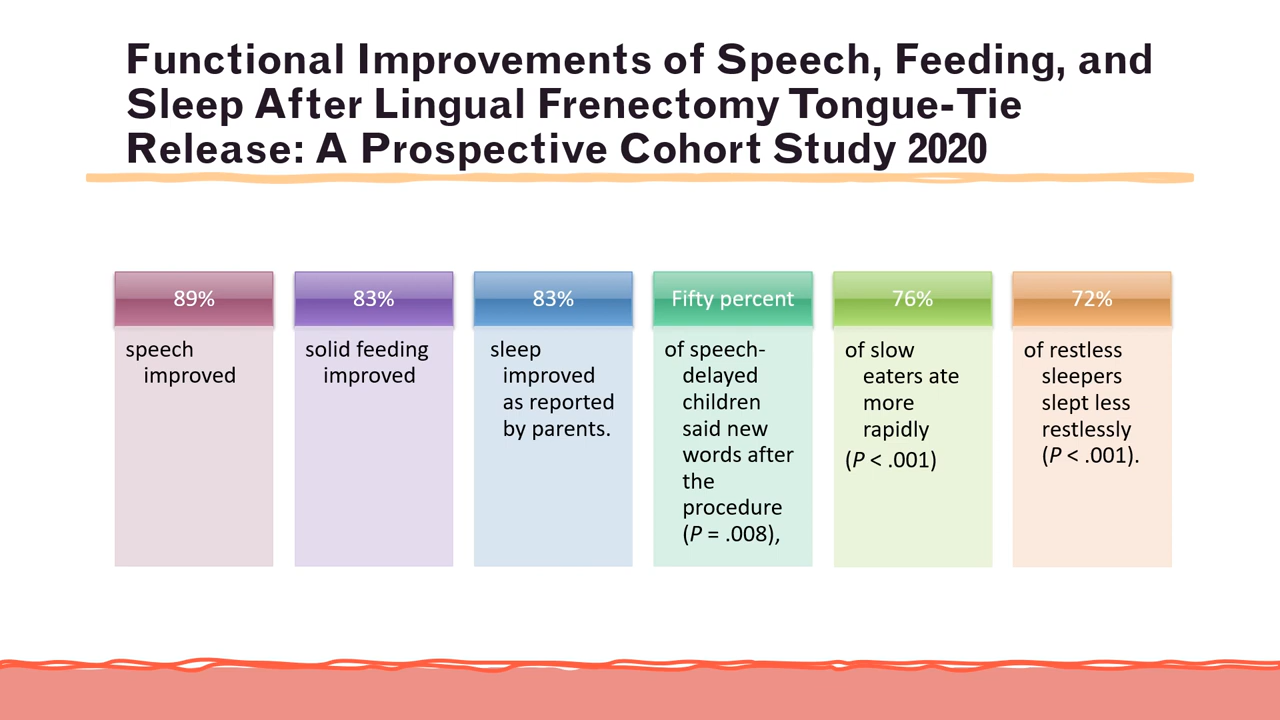 Functional Improvements of Speech, Feeding, and
Sleep After Lingual Frenectomy Tongue-Tie
Release: A Prospective Cohort Study 2020
89%
speech
improved
83%
solid feeding
improved
83%
sleep
improved
as reported
by parents.
Fifty percent
of speech-
delayed
children
said new
words after
the
procedure
(P = .008),
76%
of slow
eaters ate
more
rapidly
(P < .001)
72%
of restless
sleepers
slept less
restlessly
(P < .001).